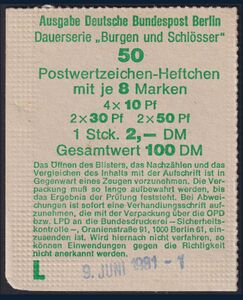 Ausgabe Deutsche Bundespost Berlin
Dauerserie „Burgen und Schlösser“
50
Postwertzeichen-Heftchen
mit je 8 Marken
4 x 10 Pf
2 x 30 Pf 2 x 50 Pf
1 Stck. 2,— DM
Gesamtwert 100 DM
Das Öffnen des Blisters, das Nachzählen und das
Vergleichen des Inhalts mit der Aufschrift ist in
Gegenwart eines Zeugen vorzunehmen. Die Ver-
packung muß so lange aufbewahrt werden, bis
das Ergebnis der Prüfung feststeht. Bei Abwei-
chungen ist sofort eine Verhandlungsschrift auf-
zunehmen, die mit der Verpackung über die OPD
bzw. LPD an die Bundesdruckerei – Sicherheits-
kontrolle –, Oranienstraße 91, 1000 Berlin 61, ein-
zusenden ist. Wird hiernach nicht verfahren, so
können Einwendungen gegen die Richtigkeit
nicht anerkannt werden.
L
9. JUNI 1981 - 1